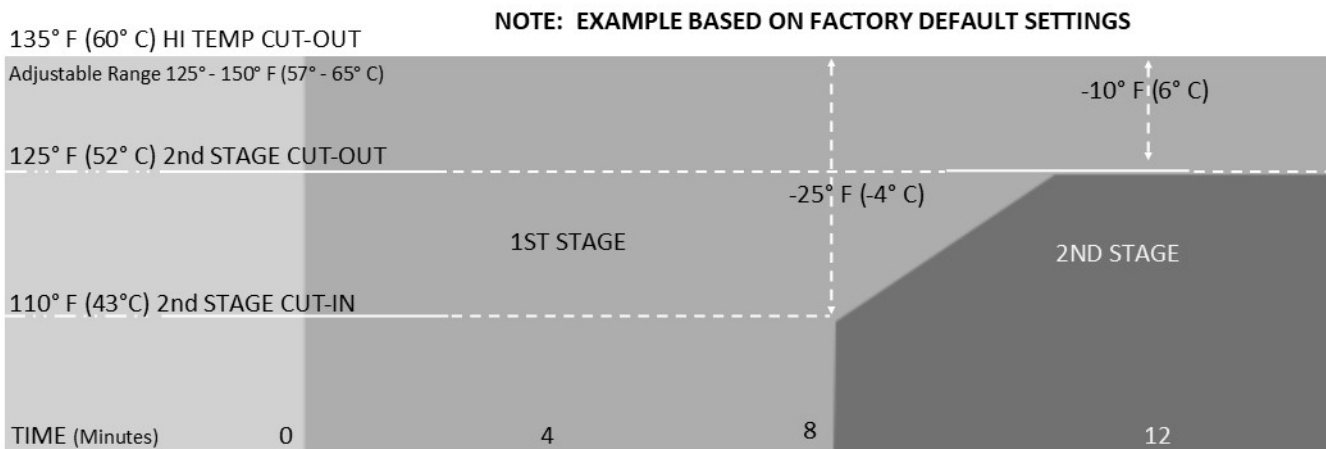 NOTE: EXAMPLE BASED ON FACTORY DEFAULT SETTINGS
135° F (60° C) HI TEMP CUT-OUT
Adjustable Range 125° - 150° F (57° - 65° C)
-10° F (6° C)
125° F (52° C) 2nd STAGE CUT-OUT
-25° F (-4° C)
1ST STAGE
2ND STAGE
110° F (43°C) 2nd STAGE CUT-IN
TIME (Minutes) 0 4 8 12